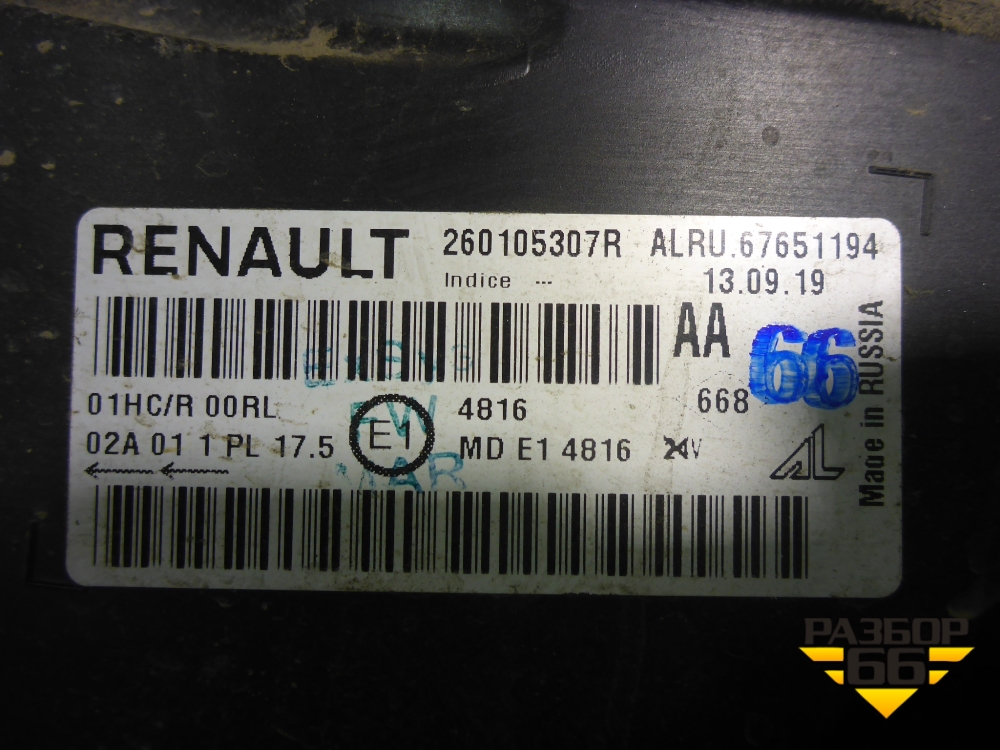 RENAULT 260105307R ALRU.67651194
Indice --- 13.09.19
AA 66
01HC/R 00RL 4816 668
02A 01 1 PL 17.5 E1 MD E1 4816 24V
AL
Made in RUSSIA
РАЗБОР
66